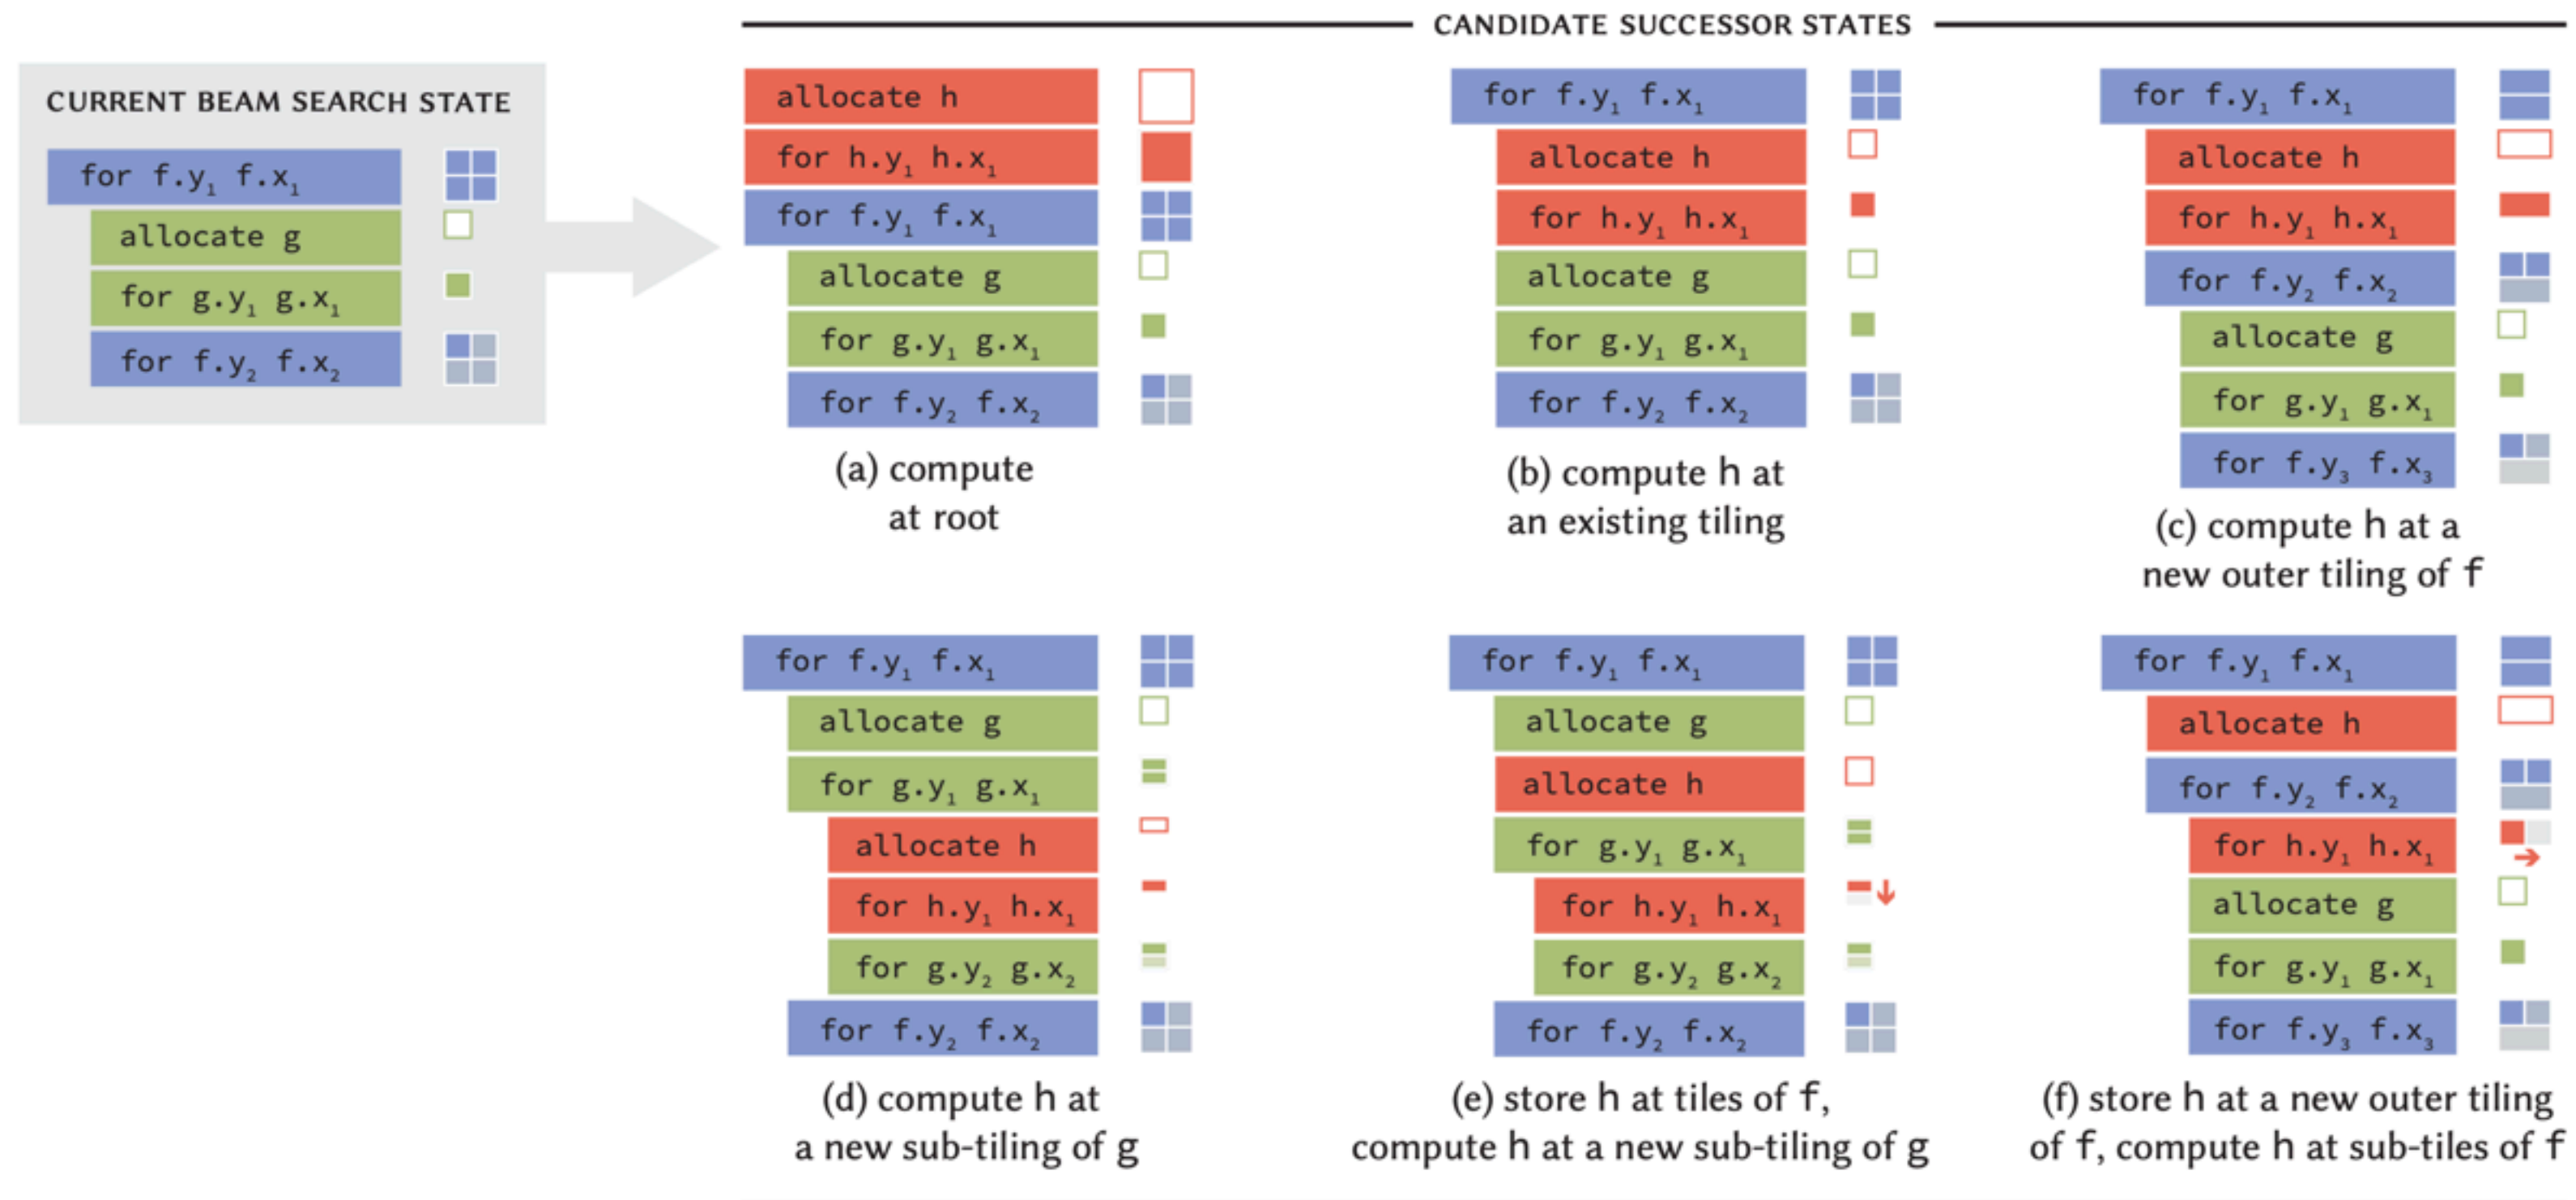 CANDIDATE SUCCESSOR STATES
CURRENT BEAM SEARCH STATE
for f.y₁ f.x₁
allocate g
for g.y₁ g.x₁
for f.y₂ f.x₂
allocate h
for h.y₁ h.x₁
for f.y₁ f.x₁
allocate g
for g.y₁ g.x₁
for f.y₂ f.x₂
(a) compute
at root
for f.y₁ f.x₁
allocate h
for h.y₁ h.x₁
allocate g
for g.y₁ g.x₁
for f.y₂ f.x₂
(b) compute h at
an existing tiling
for f.y₁ f.x₁
allocate h
for h.y₁ h.x₁
for f.y₂ f.x₂
allocate g
for g.y₁ g.x₁
for f.y₃ f.x₃
(c) compute h at a
new outer tiling of f
for f.y₁ f.x₁
allocate g
for g.y₁ g.x₁
allocate h
for h.y₁ h.x₁
for g.y₂ g.x₂
for f.y₂ f.x₂
(d) compute h at
a new sub-tiling of g
for f.y₁ f.x₁
allocate g
allocate h
for g.y₁ g.x₁
for h.y₁ h.x₁
for g.y₂ g.x₂
for f.y₂ f.x₂
(e) store h at tiles of f,
compute h at a new sub-tiling of g
for f.y₁ f.x₁
allocate h
for f.y₂ f.x₂
for h.y₁ h.x₁
allocate g
for g.y₁ g.x₁
for f.y₃ f.x₃
(f) store h at a new outer tiling
of f, compute h at sub-tiles of f